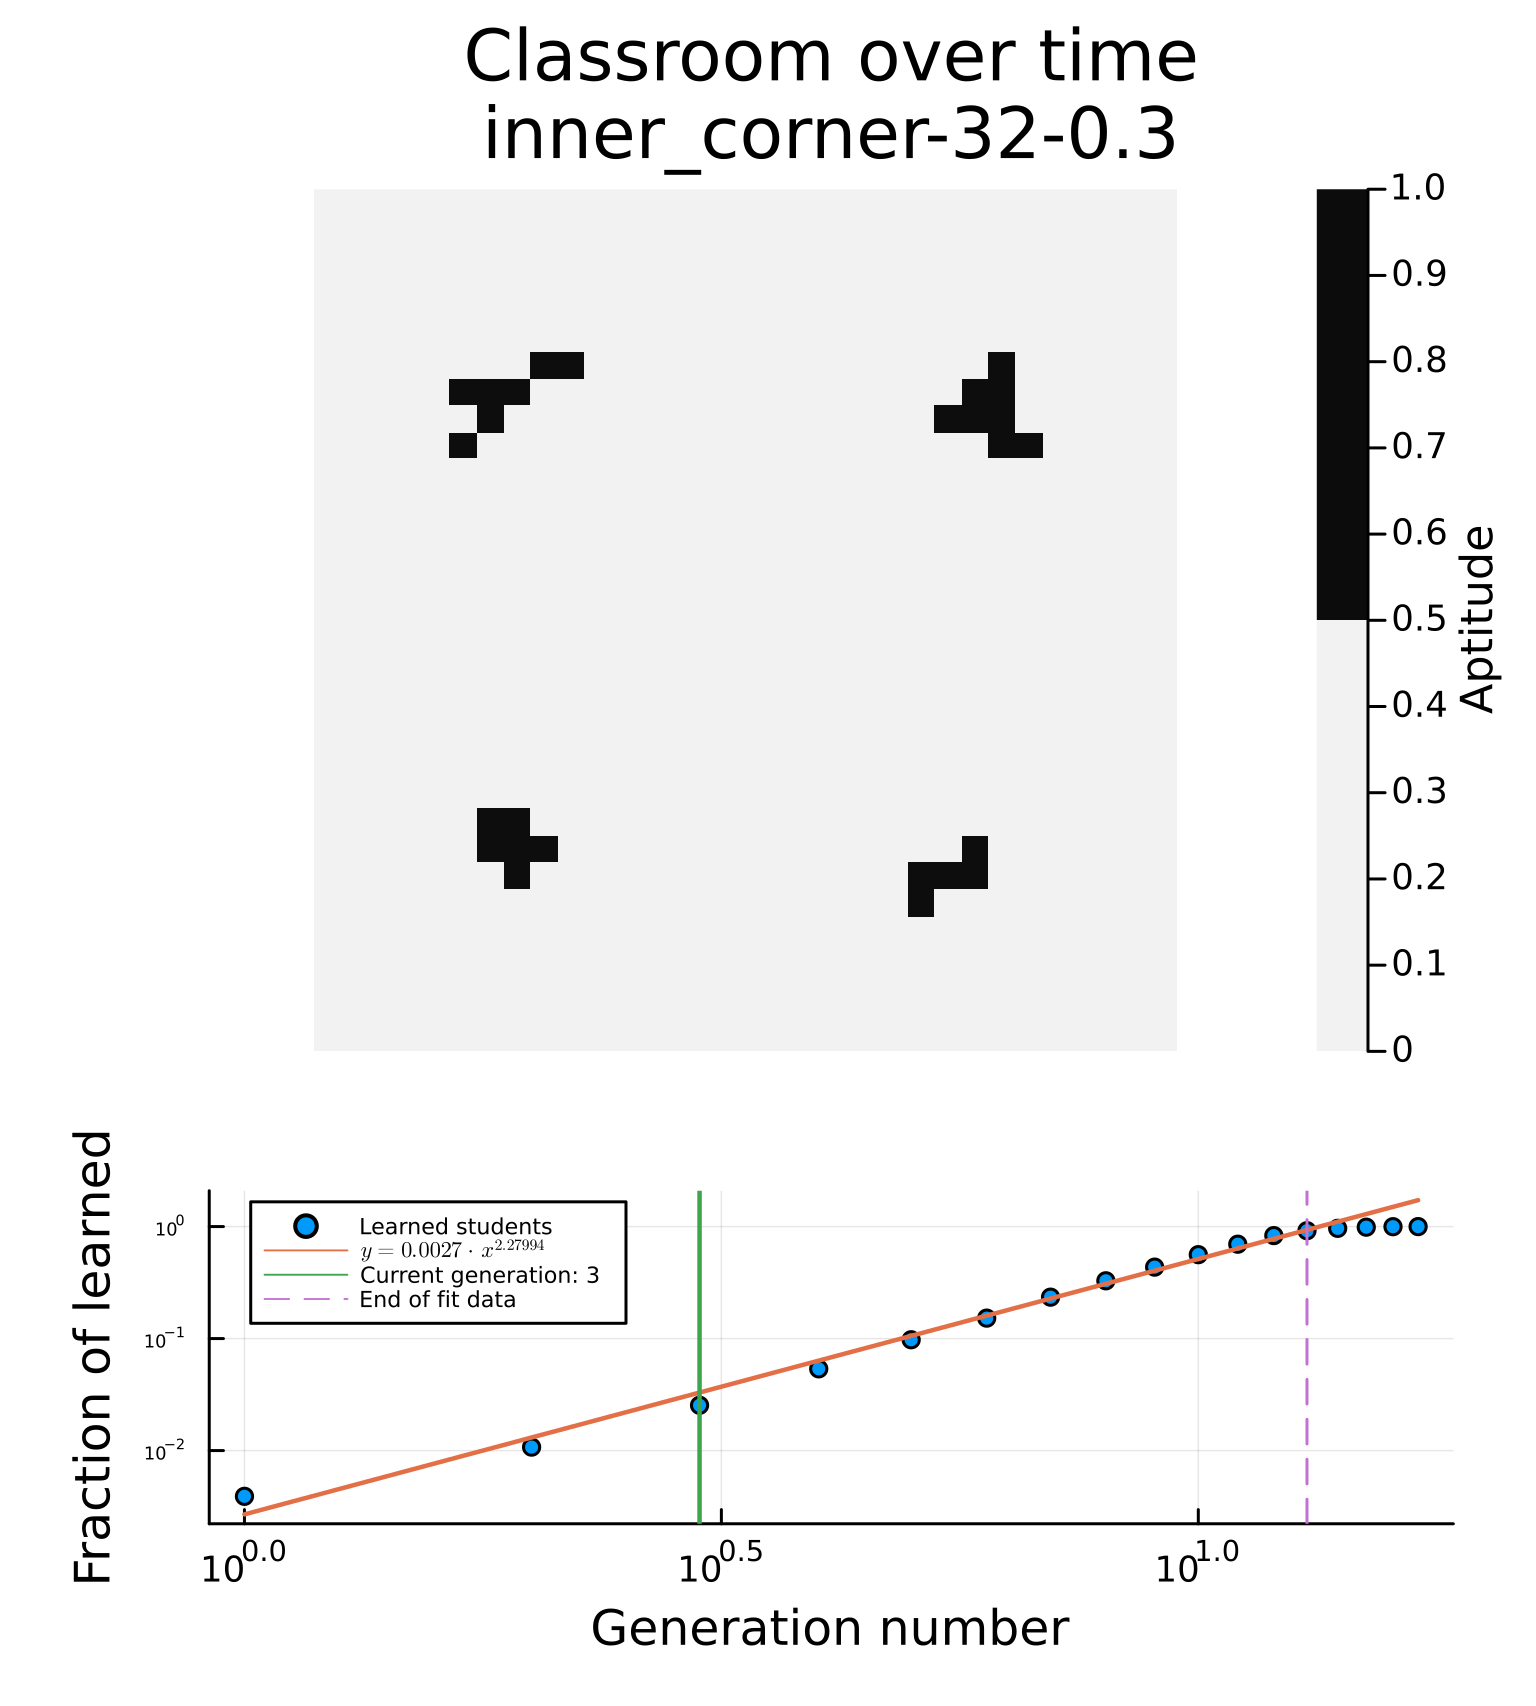 Classroom over time
inner_corner-32-0.3
1.0
0.9
0.8
0.7
0.6
0.5
0.4
0.3
0.2
0.1
0
Aptitude
Fraction of learned
10^0
10^-1
10^-2
Learned students
y = 0.0027 · x^2.27994
Current generation: 3
End of fit data
10^0.0
10^0.5
10^1.0
Generation number